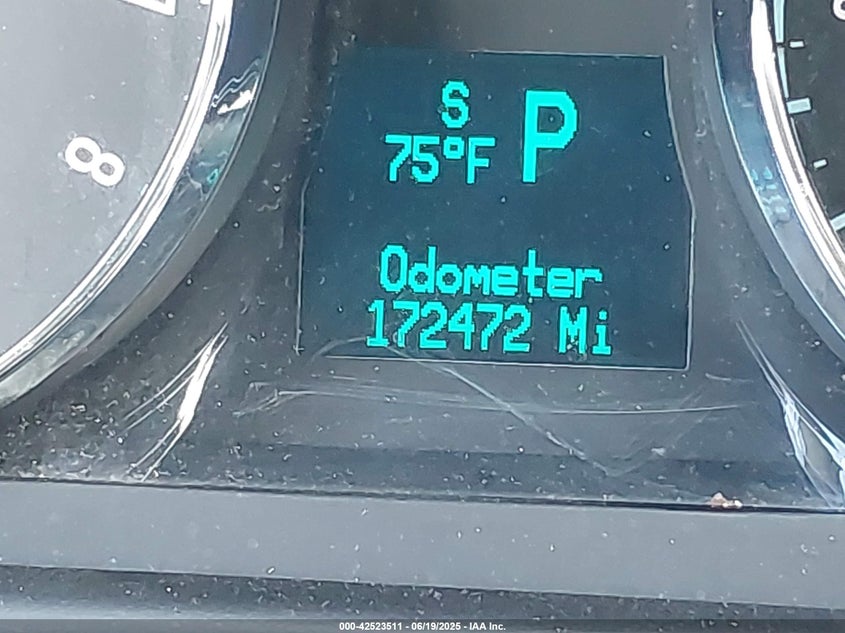 8
S
75°F P
Odometer
172472 Mi
000-42523511 - 06/19/2025 - IAA Inc.